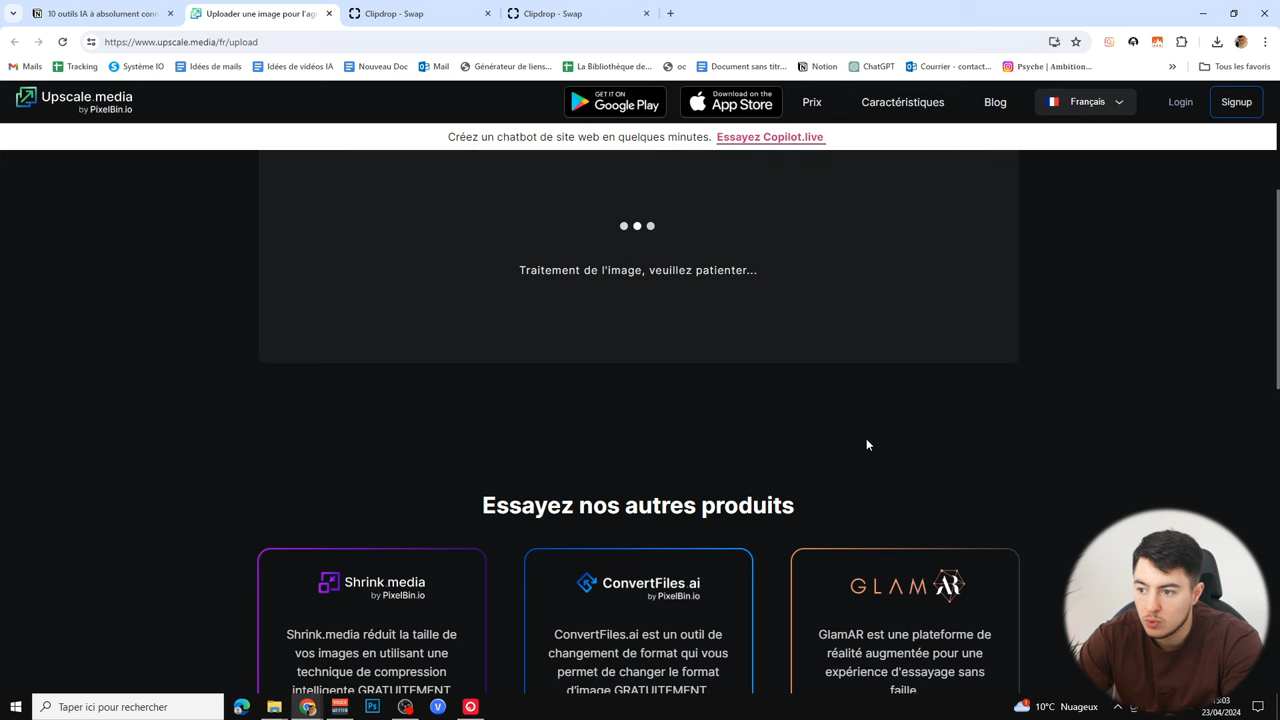 10 outils IA à absolument conn
Uploader une image pour l'ag
Clipdrop - Swap
Clipdrop - Swap
https://www.upscale.media/fr/upload
Mails
Tracking
Système IO
Idées de mails
Idées de vidéos IA
Nouveau Doc
Mail
Générateur de liens...
La Bibliothèque de...
oc
Document sans titr...
Notion
ChatGPT
Courrier - contact...
Psyche | Ambition...
»
Tous les favoris
Upscale.media
by PixelBin.io
GET IT ON
Google Play
Download on the
App Store
Prix
Caractéristiques
Blog
Français
Login
Signup
Créez un chatbot de site web en quelques minutes. Essayez Copilot.live
Traitement de l'image, veuillez patienter...
Essayez nos autres produits
Shrink.media
by PixelBin.io
Shrink.media réduit la taille de
vos images en utilisant une
technique de compression
intelligente GRATUITEMENT
ConvertFiles.ai
by PixelBin.io
ConvertFiles.ai est un outil de
changement de format qui vous
permet de changer le format
d'image GRATUITEMENT
GLAMAR
GlamAR est une plateforme de
réalité augmentée pour une
expérience d'essayage sans
faille
Taper ici pour rechercher
10°C Nuageux
15:03
23/04/2024